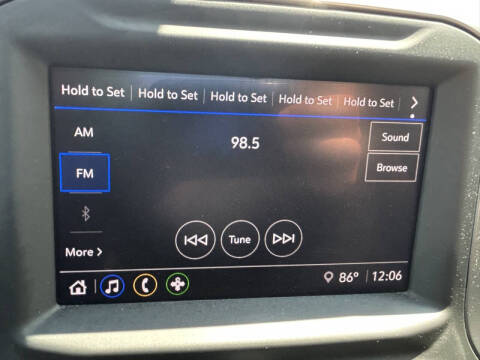 Hold to Set Hold to Set Hold to Set Hold to Set Hold to Set
AM
98.5
Sound
FM
Browse
Tune
More
86° 12:06